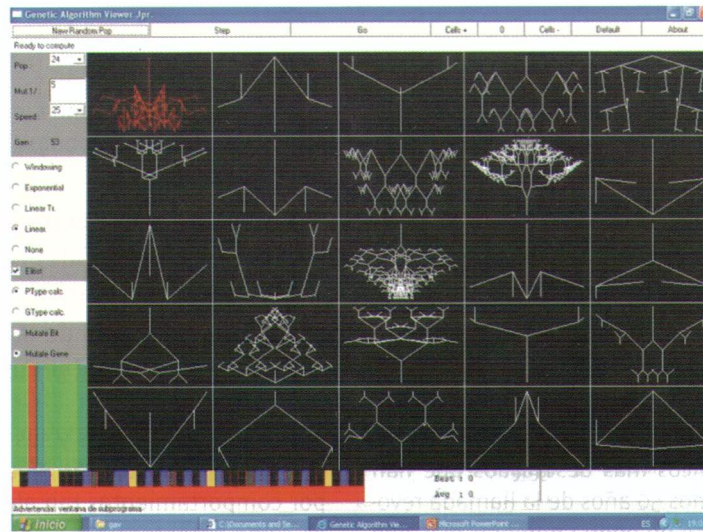 Genetic Algorithm Viewer Jpr.
New Random Pop Step Go Cells + 0 Cells - Default About
Ready to compute
Pop: 24
Mut 1/: 5
Speed: 25
Gen: 53
Windowing
Exponential
Linear Tx.
Linear
None
Elitist
PType calc.
GType calc.
Mutate Bit
Mutate Gene
Best : 0
Avg : 0
Advertencia: ventana de subprograma
Inicio gav C:\Documents and Se... Genetic Algorithm Vie... Microsoft PowerPoint ... ES